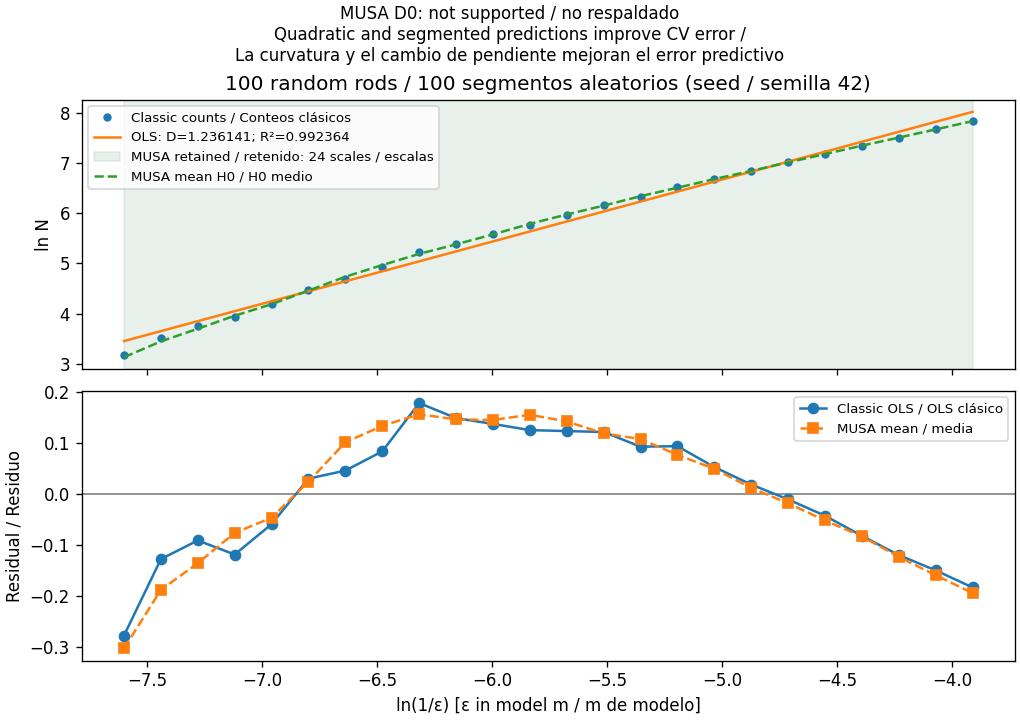 MUSA D0: not supported / no respaldado
Quadratic and segmented predictions improve CV error /
La curvatura y el cambio de pendiente mejoran el error predictivo
100 random rods / 100 segmentos aleatorios (seed / semilla 42)
Classic counts / Conteos clásicos
OLS: D=1.236141; R²=0.992364
MUSA retained / retenido: 24 scales / escalas
MUSA mean H0 / H0 medio
ln N
8
7
6
5
4
3
Classic OLS / OLS clásico
MUSA mean / media
Residual / Residuo
0.2
0.1
0.0
−0.1
−0.2
−0.3
−7.5
−7.0
−6.5
−6.0
−5.5
−5.0
−4.5
−4.0
ln(1/ε) [ε in model m / m de modelo]